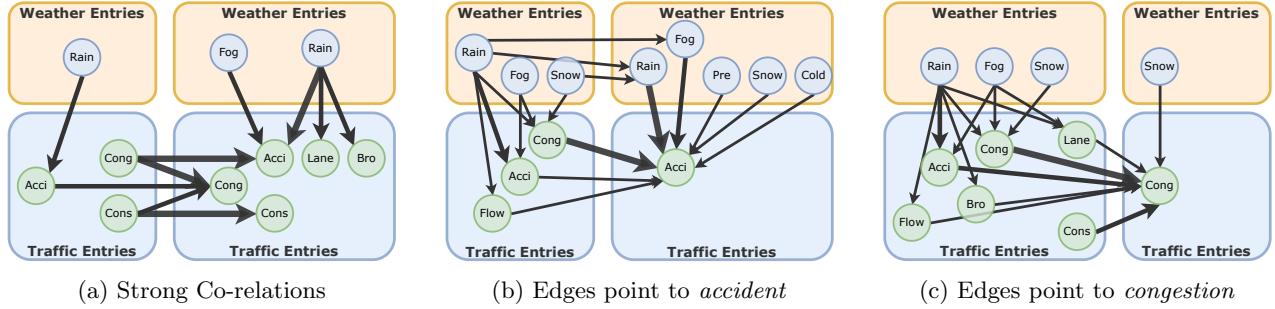 Weather Entries Weather Entries
Rain Fog Rain
Cong Acci Lane Bro
Acci Cong
Cons Cons
Traffic Entries Traffic Entries
(a) Strong Co-relations
Weather Entries Weather Entries
Rain Fog
Fog Snow Rain Pre Snow Cold
Cong
Acci Acci
Flow
Traffic Entries Traffic Entries
(b) Edges point to accident
Weather Entries Weather Entries
Rain Fog Snow Snow
Cong Lane
Acci Cong
Flow Bro Cons
Traffic Entries Traffic Entries
(c) Edges point to congestion